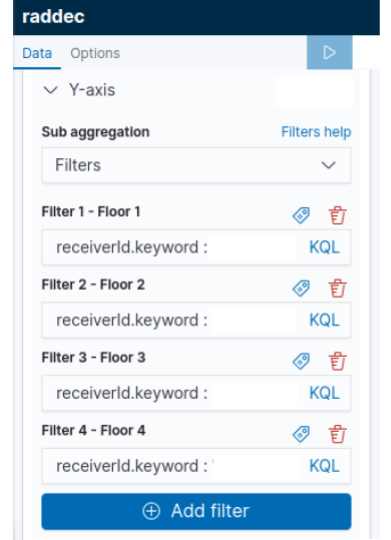 raddec
Data Options
Y-axis
Sub aggregation Filters help
Filters
Filter 1 - Floor 1
receiverId.keyword : KQL
Filter 2 - Floor 2
receiverId.keyword : KQL
Filter 3 - Floor 3
receiverId.keyword : KQL
Filter 4 - Floor 4
receiverId.keyword : ' KQL
Add filter